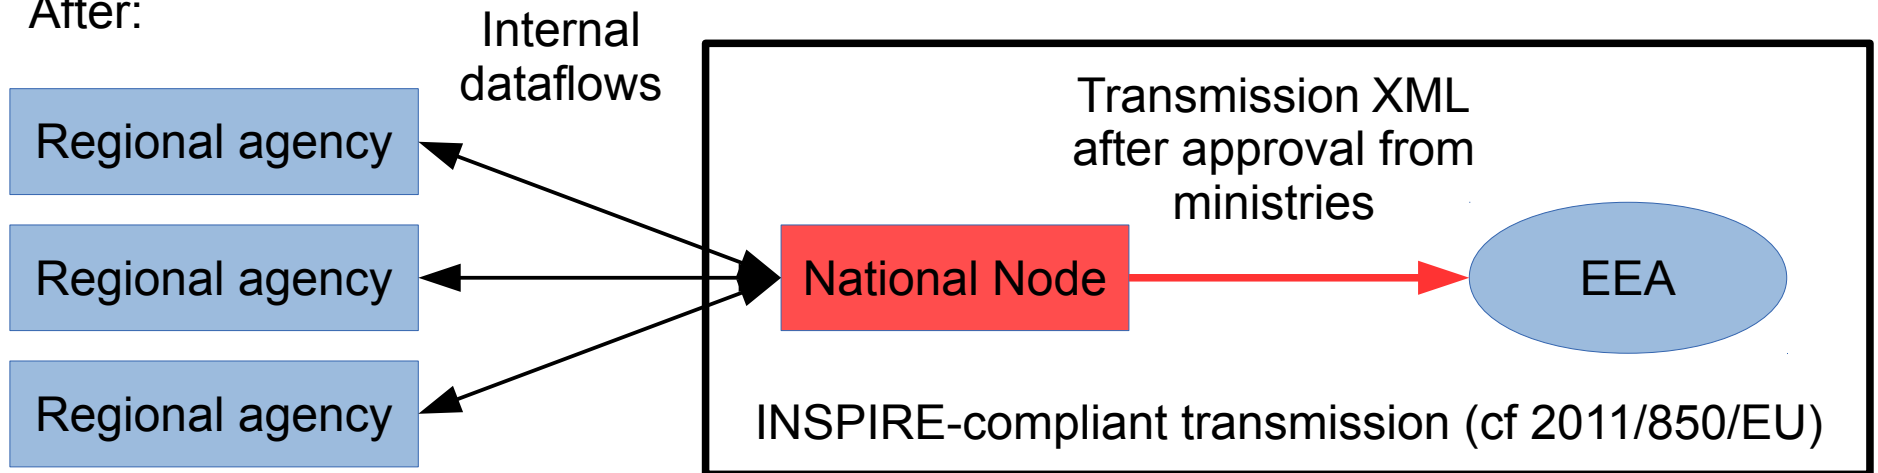 After:
Internal
dataflows
Regional agency
Regional agency
Regional agency
Transmission XML
after approval from
ministries
National Node
EEA
INSPIRE-compliant transmission (cf 2011/850/EU)